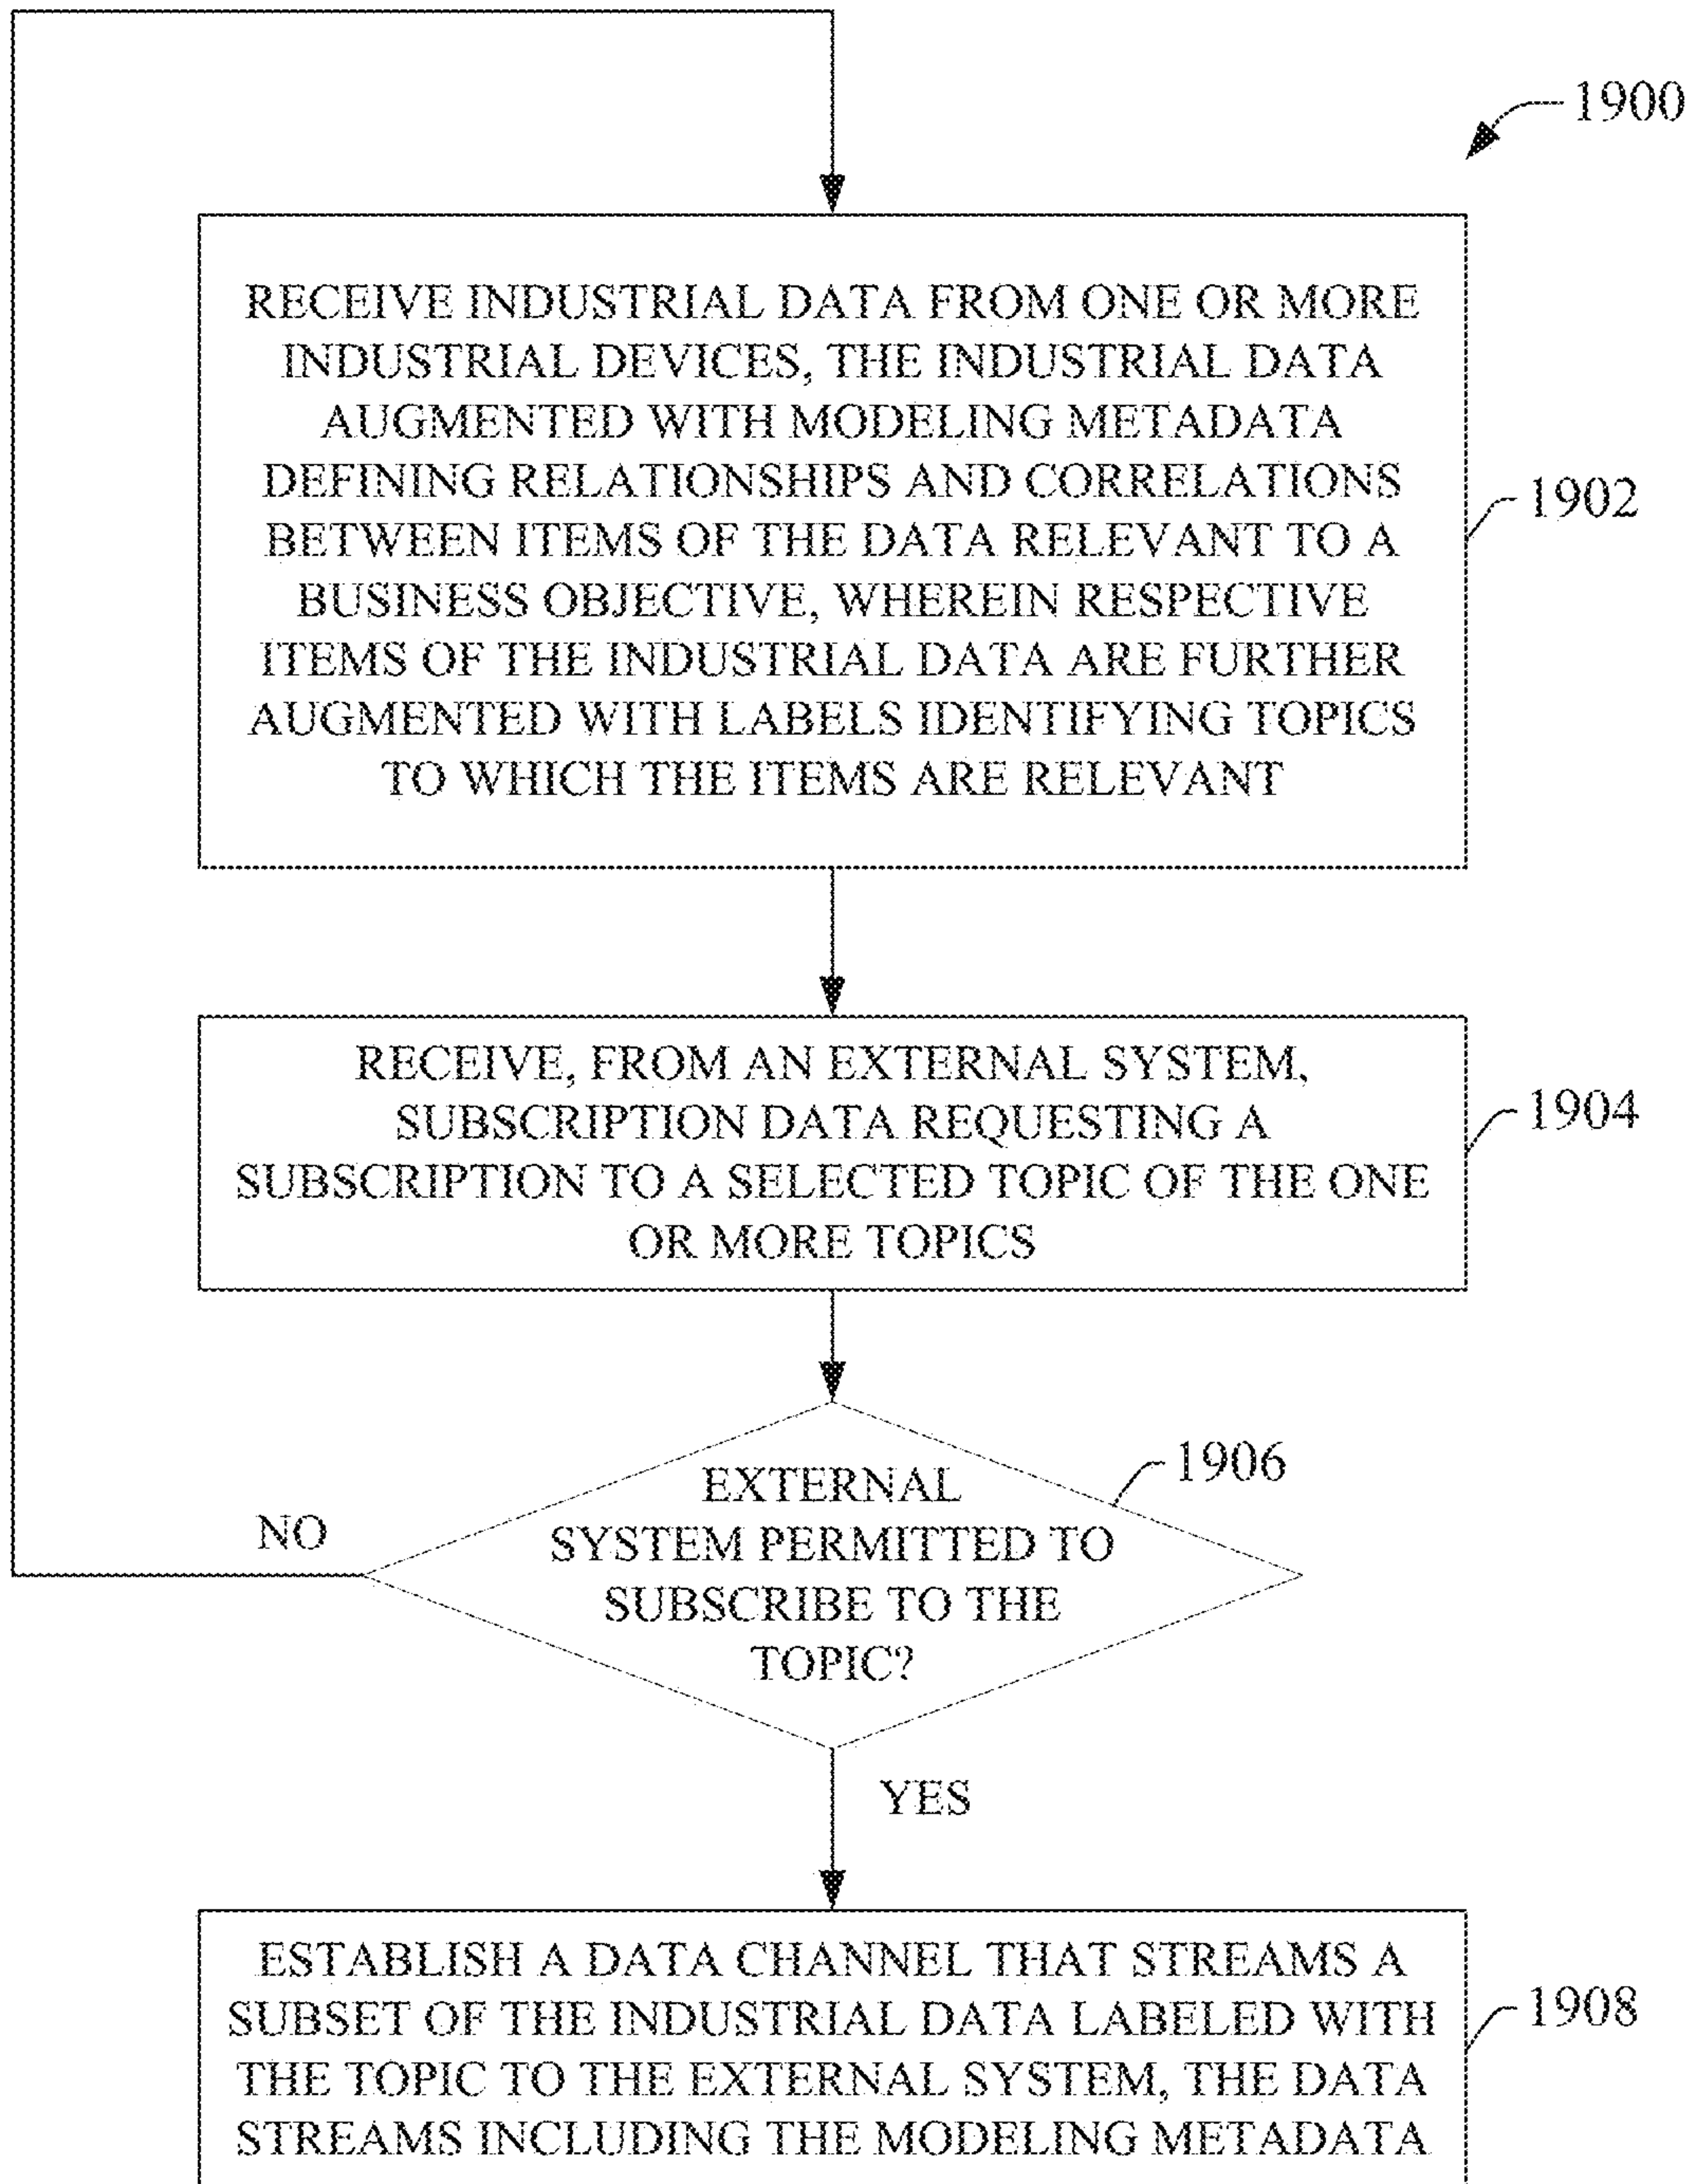 1900
RECEIVE INDUSTRIAL DATA FROM ONE OR MORE
INDUSTRIAL DEVICES, THE INDUSTRIAL DATA
AUGMENTED WITH MODELING METADATA
DEFINING RELATIONSHIPS AND CORRELATIONS
BETWEEN ITEMS OF THE DATA RELEVANT TO A
BUSINESS OBJECTIVE, WHEREIN RESPECTIVE
ITEMS OF THE INDUSTRIAL DATA ARE FURTHER
AUGMENTED WITH LABELS IDENTIFYING TOPICS
TO WHICH THE ITEMS ARE RELEVANT
1902
RECEIVE, FROM AN EXTERNAL SYSTEM,
SUBSCRIPTION DATA REQUESTING A
SUBSCRIPTION TO A SELECTED TOPIC OF THE ONE
OR MORE TOPICS
1904
EXTERNAL
SYSTEM PERMITTED TO
SUBSCRIBE TO THE
TOPIC?
1906
NO
YES
ESTABLISH A DATA CHANNEL THAT STREAMS A
SUBSET OF THE INDUSTRIAL DATA LABELED WITH
THE TOPIC TO THE EXTERNAL SYSTEM, THE DATA
STREAMS INCLUDING THE MODELING METADATA
1908